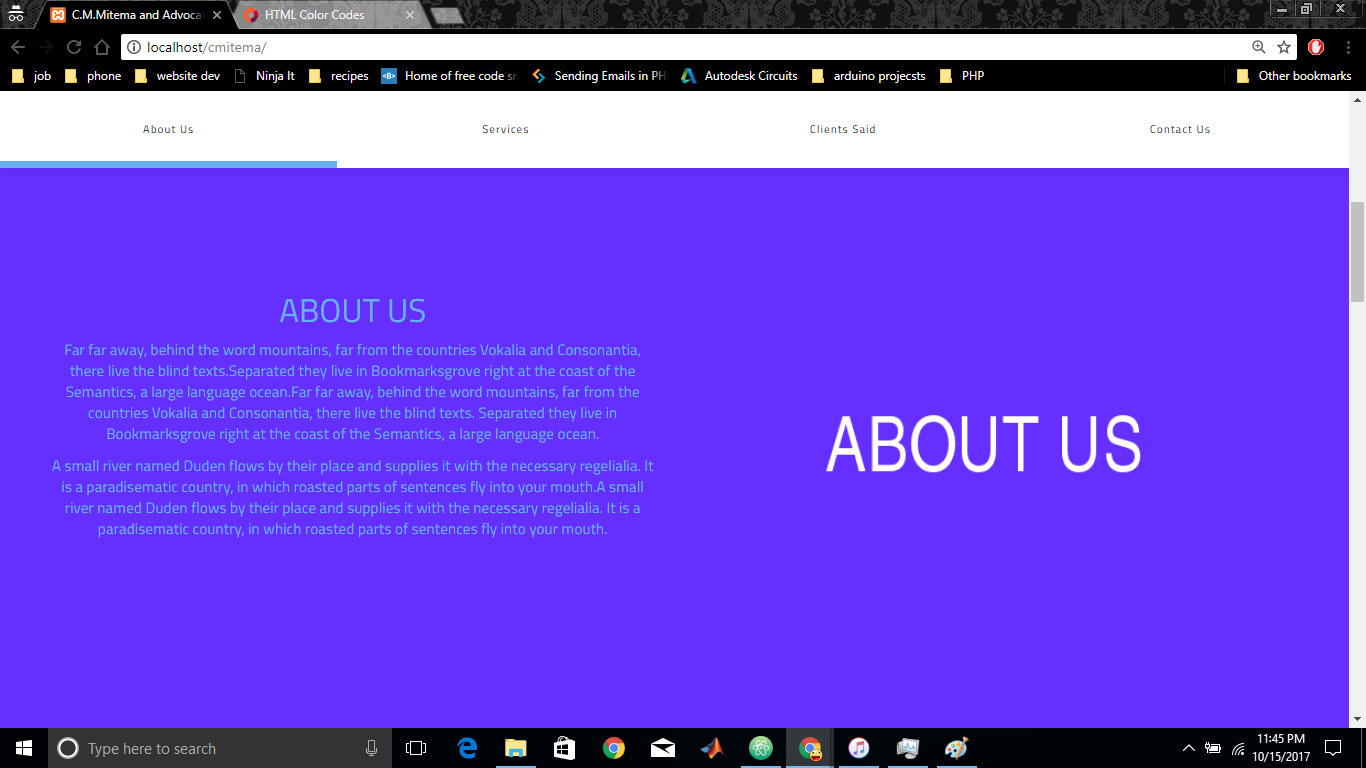 C.M.Mitema and Advoca
HTML Color Codes
localhost/cmitema/
job
phone
website dev
Ninja It
recipes
Home of free code sn
Sending Emails in PH
Autodesk Circuits
arduino projecsts
PHP
Other bookmarks
About Us
Services
Clients Said
Contact Us
ABOUT US
Far far away, behind the word mountains, far from the countries Vokalia and Consonantia,
there live the blind texts.Separated they live in Bookmarksgrove right at the coast of the
Semantics, a large language ocean.Far far away, behind the word mountains, far from the
countries Vokalia and Consonantia, there live the blind texts. Separated they live in
Bookmarksgrove right at the coast of the Semantics, a large language ocean.
A small river named Duden flows by their place and supplies it with the necessary regelialia. It
is a paradisematic country, in which roasted parts of sentences fly into your mouth.A small
river named Duden flows by their place and supplies it with the necessary regelialia. It is a
paradisematic country, in which roasted parts of sentences fly into your mouth.
ABOUT US
Type here to search
11:45 PM
10/15/2017